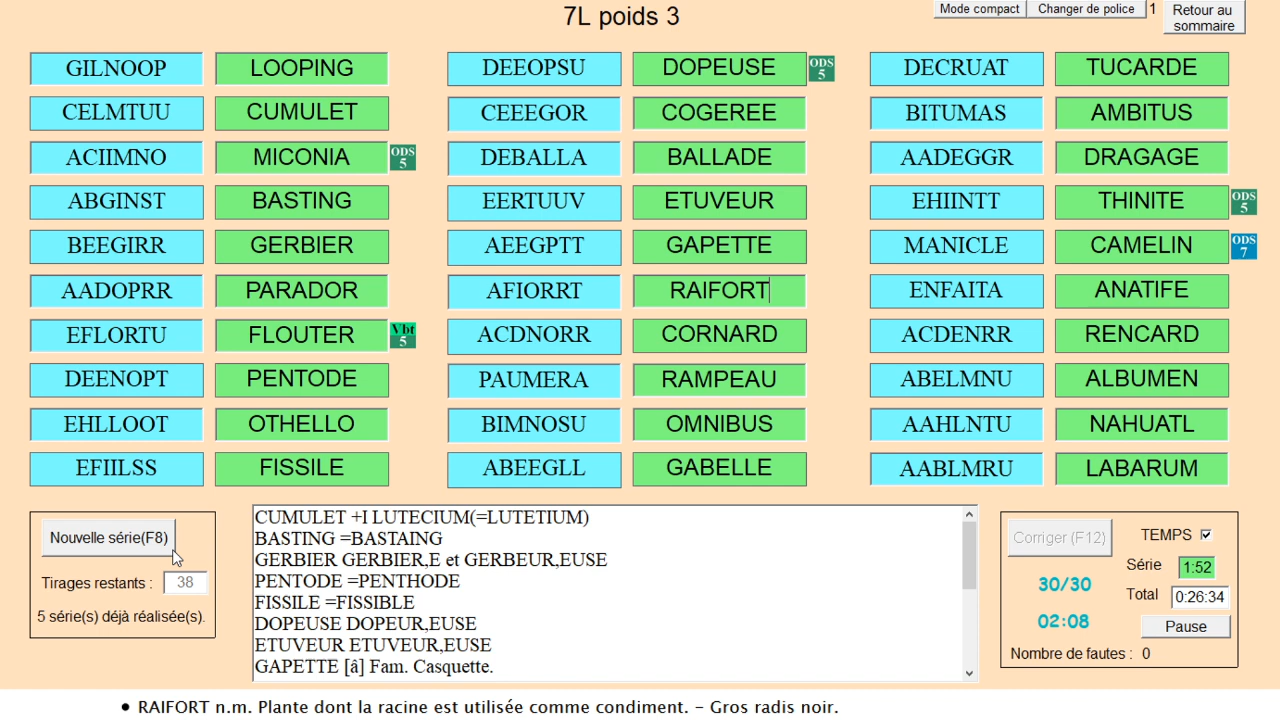 7L poids 3
Mode compact
Changer de police
1
Retour au
sommaire
GILNOOP LOOPING DEEOPSU DOPEUSE ODS 5 DECRUAT TUCARDE
CELMTUU CUMULET CEEEGOR COGEREE BITUMAS AMBITUS
ACIIMNO MICONIA ODS 5 DEBALLA BALLADE AADEGGR DRAGAGE
ABGINST BASTING EERTUUV ETUVEUR EHIINTT THINITE ODS 5
BEEGIRR GERBIER AEEGPTT GAPETTE MANICLE CAMELIN ODS 7
AADOPRR PARADOR AFIORRT RAIFORT ENFAITA ANATIFE
EFLORTU FLOUTER Vbt 5 ACDNORR CORNARD ACDENRR RENCARD
DEENOPT PENTODE PAUMERA RAMPEAU ABELMNU ALBUMEN
EHLLOOT OTHELLO BIMNOSU OMNIBUS AAHLNTU NAHUATL
EFIILSS FISSILE ABEEGLL GABELLE AABLMRU LABARUM
Nouvelle série(F8)
Tirages restants : 38
5 série(s) déjà réalisée(s).
CUMULET +I LUTECIUM(=LUTETIUM)
BASTING =BASTAING
GERBIER GERBIER,E et GERBEUR,EUSE
PENTODE =PENTHODE
FISSILE =FISSIBLE
DOPEUSE DOPEUR,EUSE
ETUVEUR ETUVEUR,EUSE
GAPETTE [â] Fam. Casquette.
Corriger (F12)
TEMPS
Série 1:52
30/30
Total 0:26:34
02:08
Pause
Nombre de fautes : 0
• RAIFORT n.m. Plante dont la racine est utilisée comme condiment. – Gros radis noir.